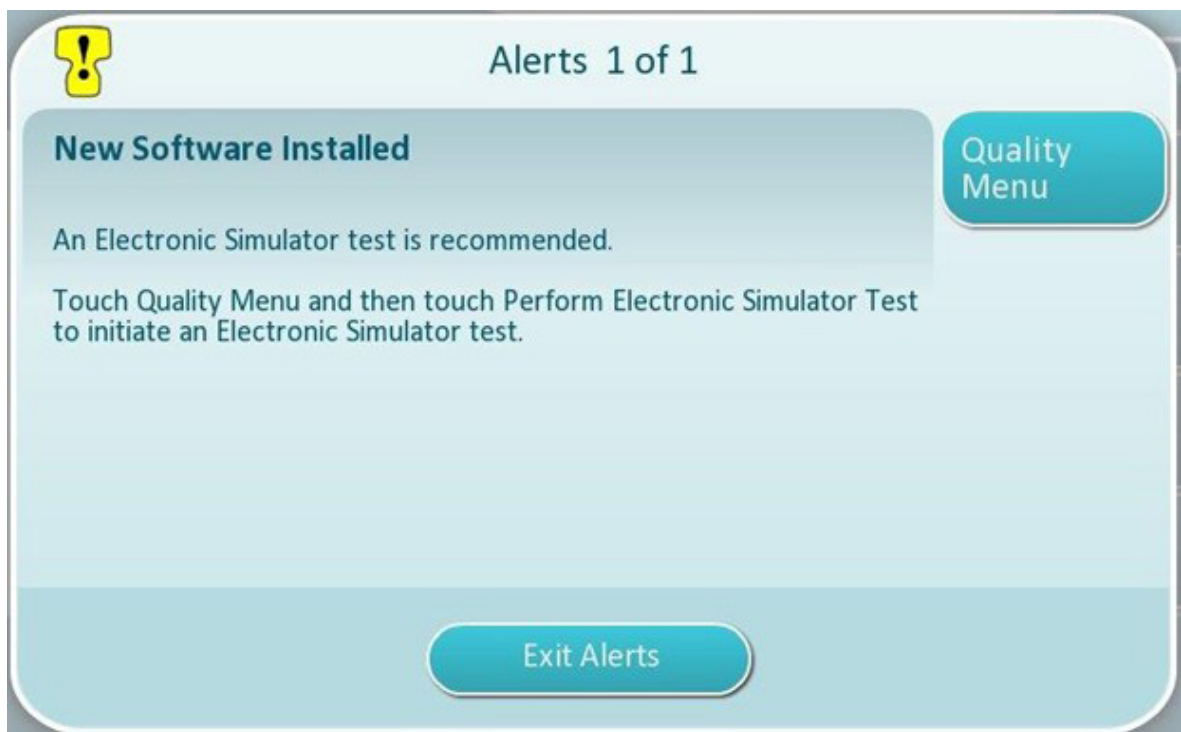 Alerts 1 of 1
New Software Installed
Quality
Menu
An Electronic Simulator test is recommended.
Touch Quality Menu and then touch Perform Electronic Simulator Test
to initiate an Electronic Simulator test.
Exit Alerts